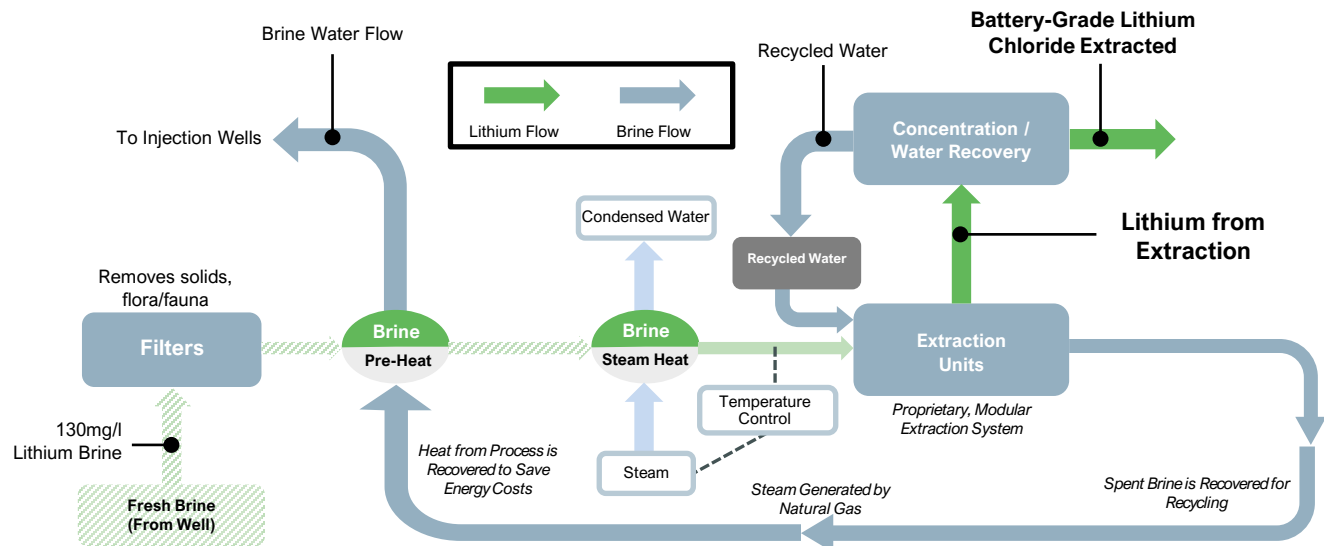 Brine Water Flow
To Injection Wells
Lithium Flow
Brine Flow
Recycled Water
Battery-Grade Lithium
Chloride Extracted
Concentration /
Water Recovery
Condensed Water
Recycled Water
Lithium from
Extraction
Removes solids,
flora/fauna
Filters
Brine
Pre-Heat
Brine
Steam Heat
Extraction
Units
Proprietary, Modular
Extraction System
Temperature
Control
130mg/l
Lithium Brine
Heat from Process is
Recovered to Save
Energy Costs
Steam
Fresh Brine
(From Well)
Steam Generated by
Natural Gas
Spent Brine is Recovered for
Recycling